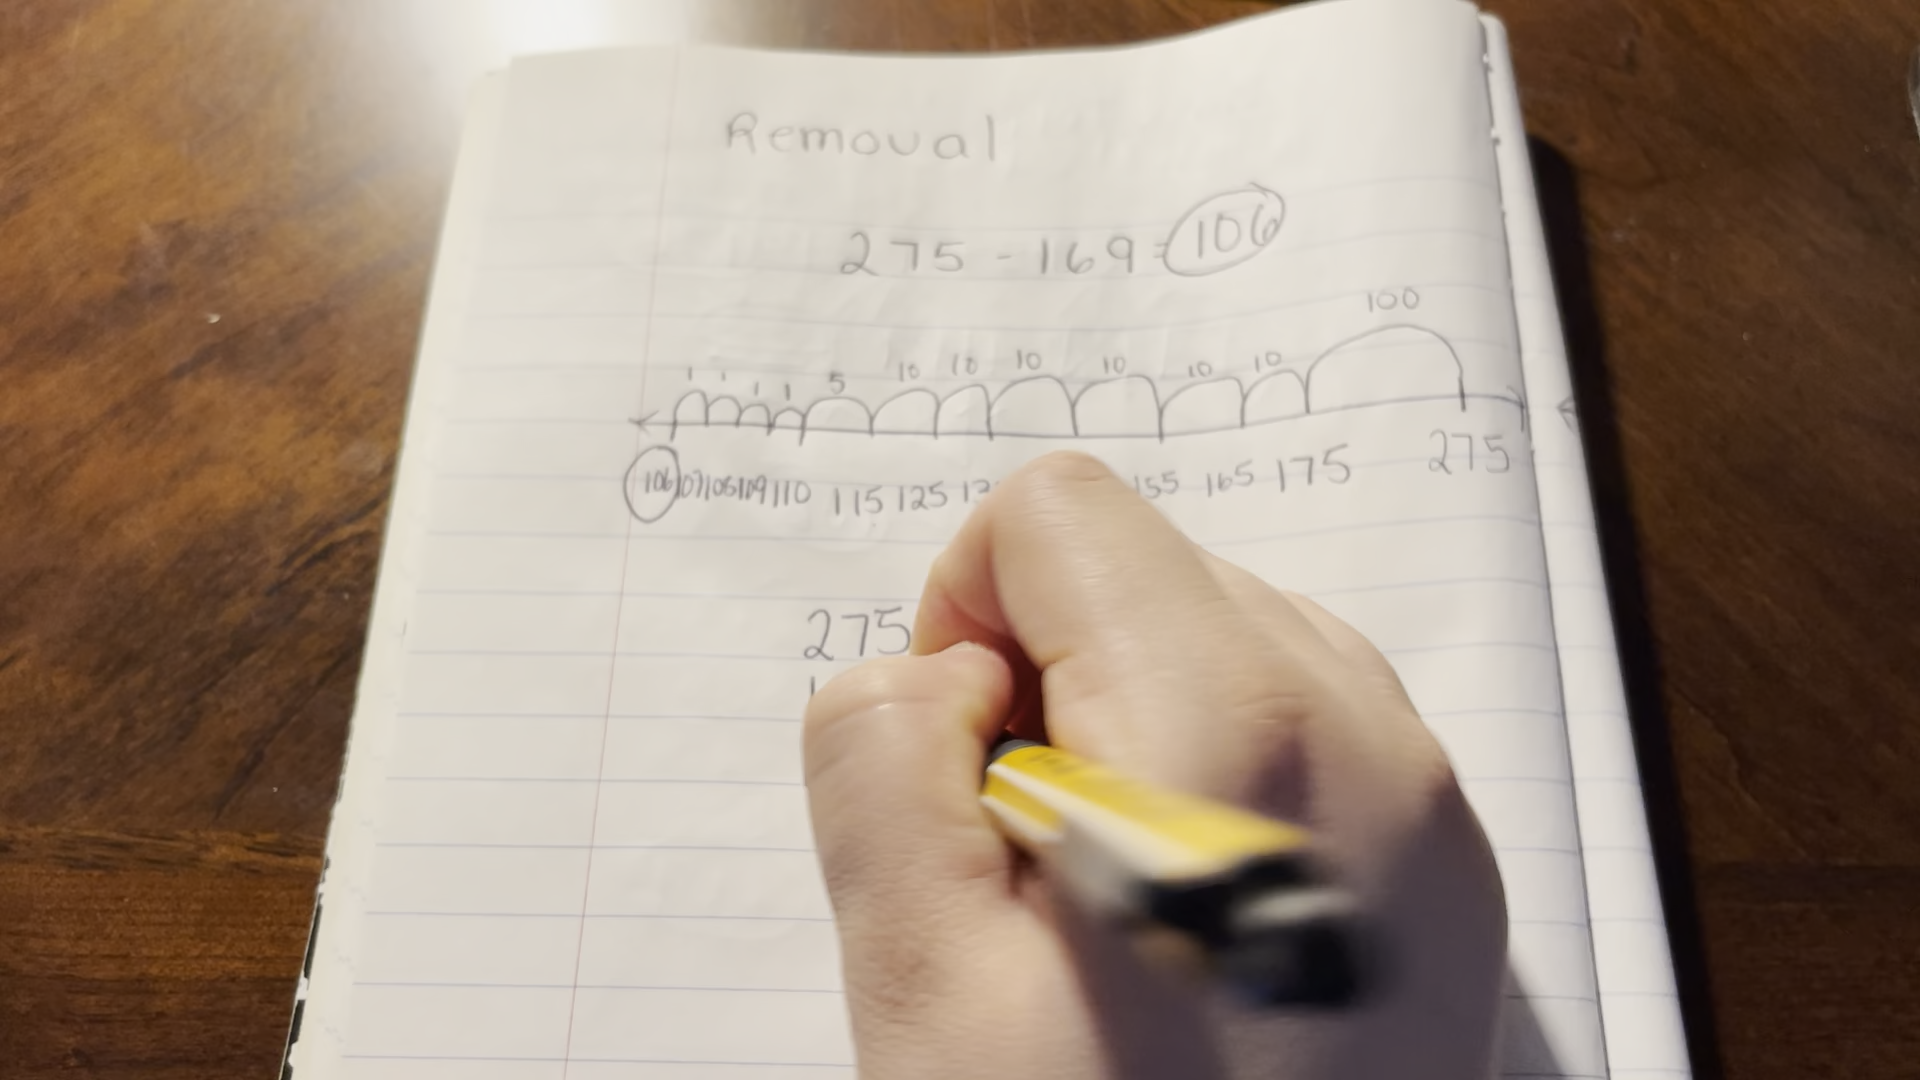 Removal
275 - 169 = 106
100
1 1 1 1 5 10 10 10 10 10 10
106 107 108 109 110 115 125 155 165 175 275
275